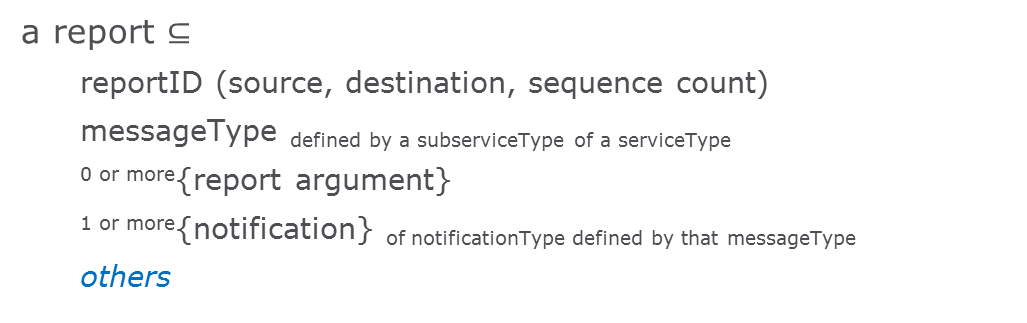 a report ⊆
reportID (source, destination, sequence count)
messageType defined by a subserviceType of a serviceType
0 or more{report argument}
1 or more{notification} of notificationType defined by that messageType
others